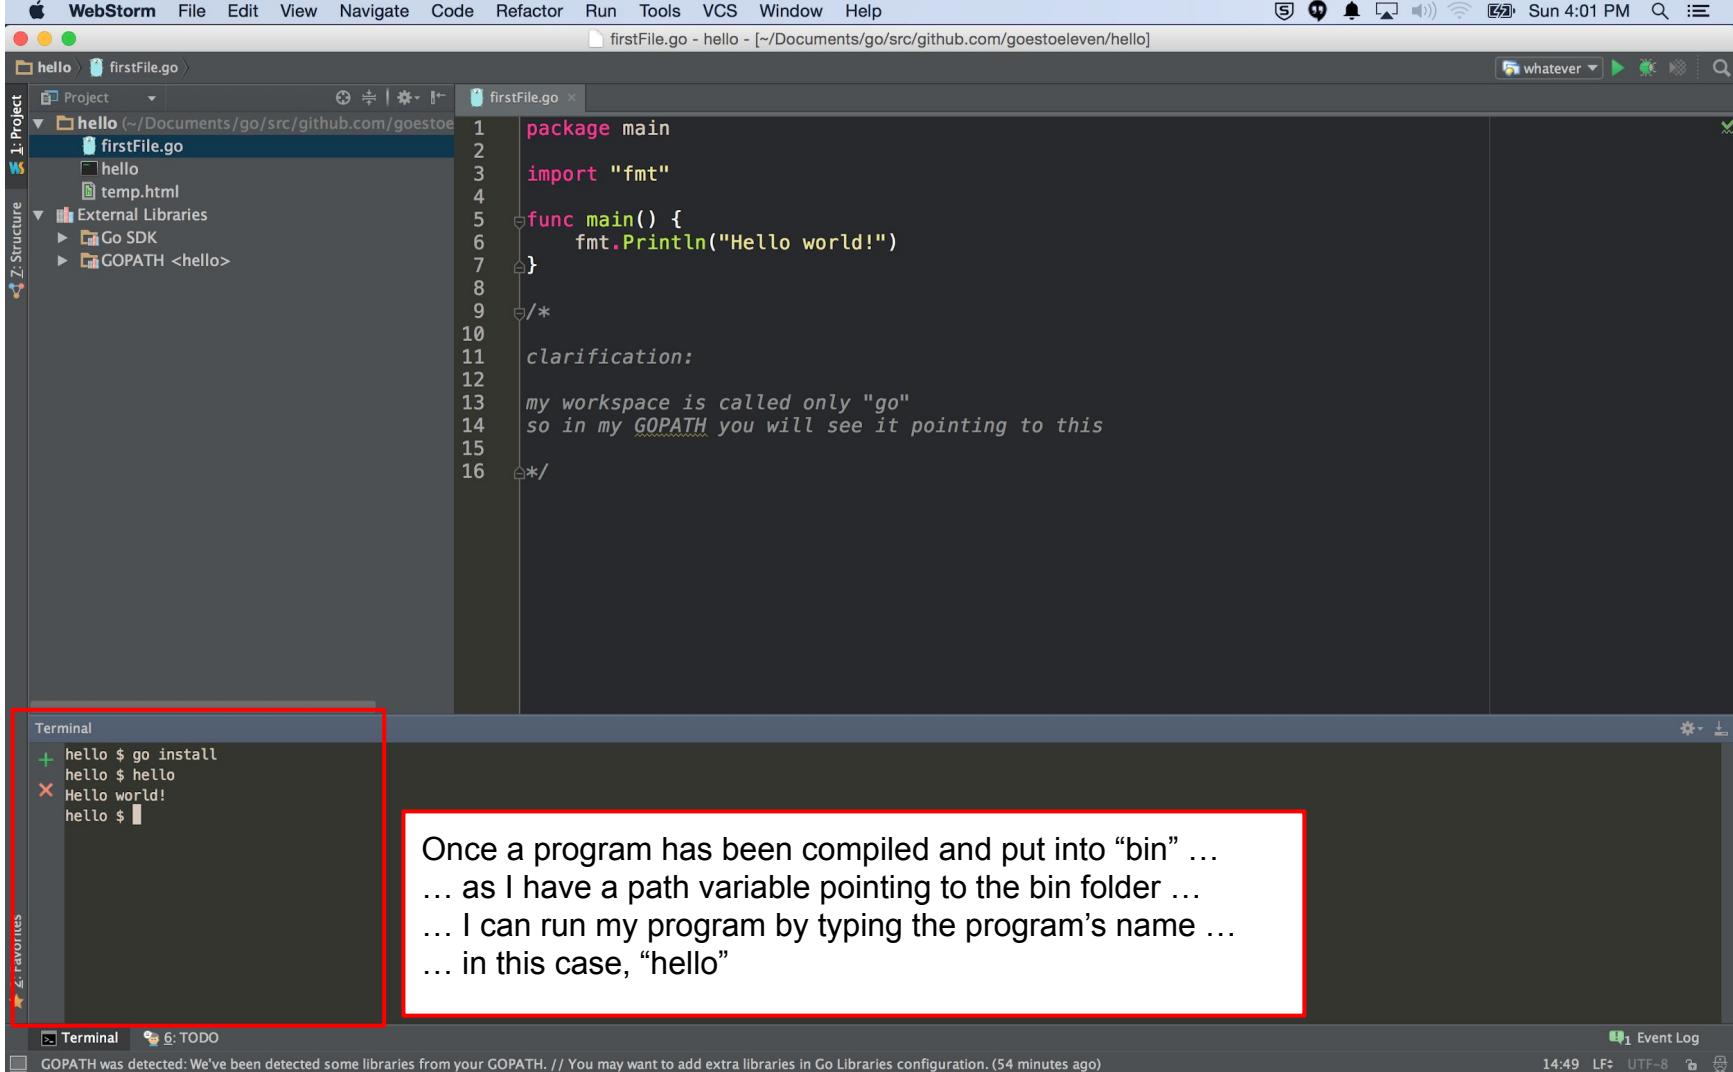 WebStorm File Edit View Navigate Code Refactor Run Tools VCS Window Help Sun 4:01 PM
firstFile.go - hello - [~/Documents/go/src/github.com/goestoeleven/hello]
hello firstFile.go whatever
Project firstFile.go
1: Project
hello (~/Documents/go/src/github.com/goestoe
firstFile.go
hello
temp.html
External Libraries
Go SDK
GOPATH <hello>
Z: Structure
1 package main
2
3 import "fmt"
4
5 func main() {
6 fmt.Println("Hello world!")
7 }
8
9 /*
10
11 clarification:
12
13 my workspace is called only "go"
14 so in my GOPATH you will see it pointing to this
15
16 */
Terminal
hello $ go install
hello $ hello
Hello world!
hello $
Once a program has been compiled and put into “bin” …
… as I have a path variable pointing to the bin folder …
… I can run my program by typing the program’s name …
… in this case, “hello”
2: Favorites
Terminal 6: TODO 1 Event Log
GOPATH was detected: We've been detected some libraries from your GOPATH. // You may want to add extra libraries in Go Libraries configuration. (54 minutes ago) 14:49 LF UTF-8